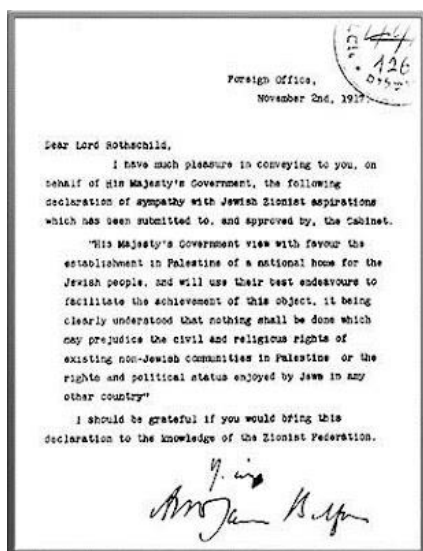 126
Foreign Office,
November 2nd, 1917.
Dear Lord Rothschild,
I have much pleasure in conveying to you, on
behalf of His Majesty's Government, the following
declaration of sympathy with Jewish Zionist aspirations
which has been submitted to, and approved by, the Cabinet.
"His Majesty's Government view with favour the
establishment in Palestine of a national home for the
Jewish people, and will use their best endeavours to
facilitate the achievement of this object, it being
clearly understood that nothing shall be done which
may prejudice the civil and religious rights of
existing non-Jewish communities in Palestine or the
rights and political status enjoyed by Jews in any
other country"
I should be grateful if you would bring this
declaration to the knowledge of the Zionist Federation.